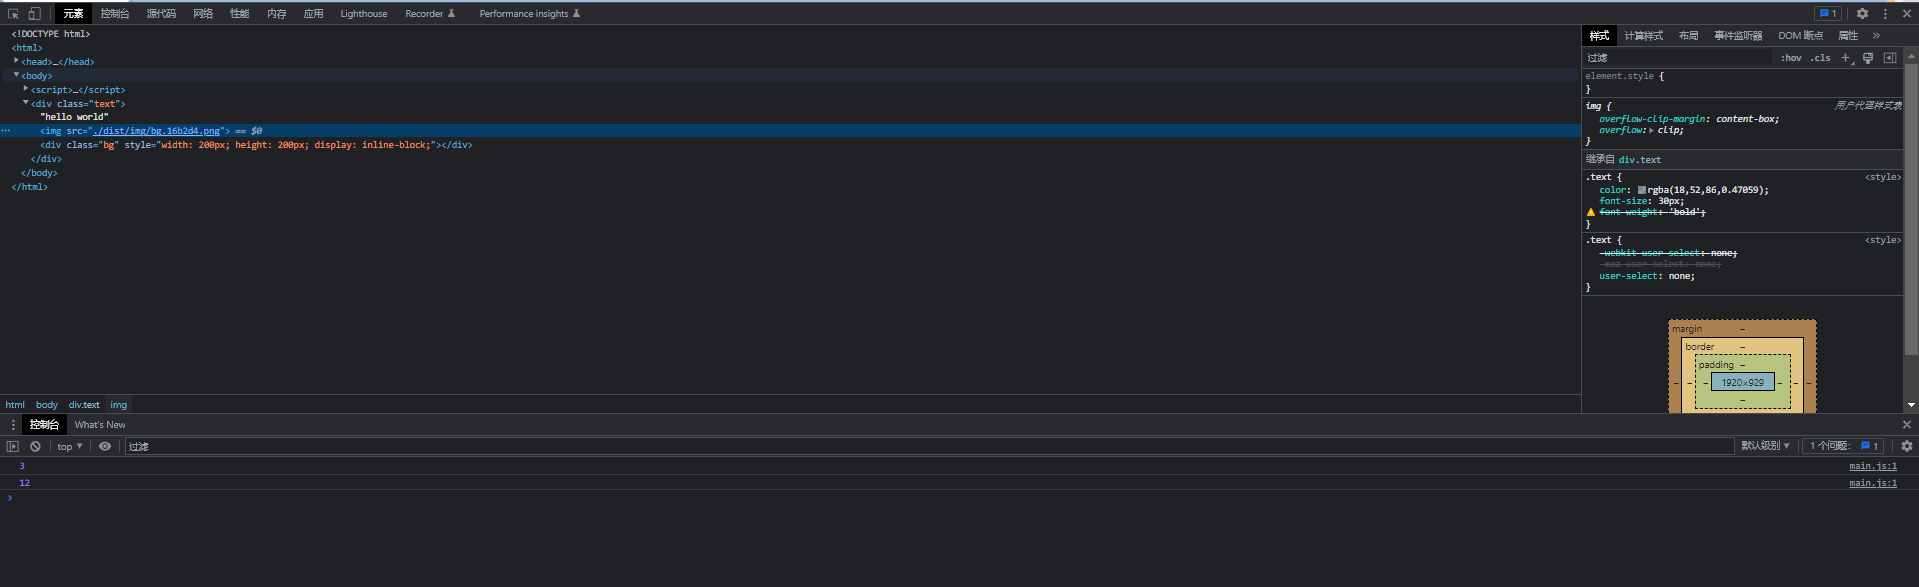 元素 控制台 源代码 网络 性能 内存 应用 Lighthouse Recorder Performance insights 1
<!DOCTYPE html>
<html>
<head>…</head>
<body>
<script>…</script>
<div class="text">
"hello world"
<img src="./dist/img/bg.16b2d4.png"> == $0
<div class="bg" style="width: 200px; height: 200px; display: inline-block;"></div>
</div>
</body>
</html>
html body div.text img
样式 计算样式 布局 事件监听器 DOM 断点 属性 »
过滤 :hov .cls +
element.style {
}
img { 用户代理样式表
overflow-clip-margin: content-box;
overflow: clip;
}
继承自 div.text
.text { <style>
color: rgba(18,52,86,0.47059);
font-size: 30px;
font-weight: 'bold';
}
.text { <style>
-webkit-user-select: none;
-moz-user-select: none;
user-select: none;
}
margin –
border –
padding –
– – – 1920×929 – – –
–
控制台 What's New
top 过滤 默认级别 1 个问题: 1
3 main.js:1
12 main.js:1